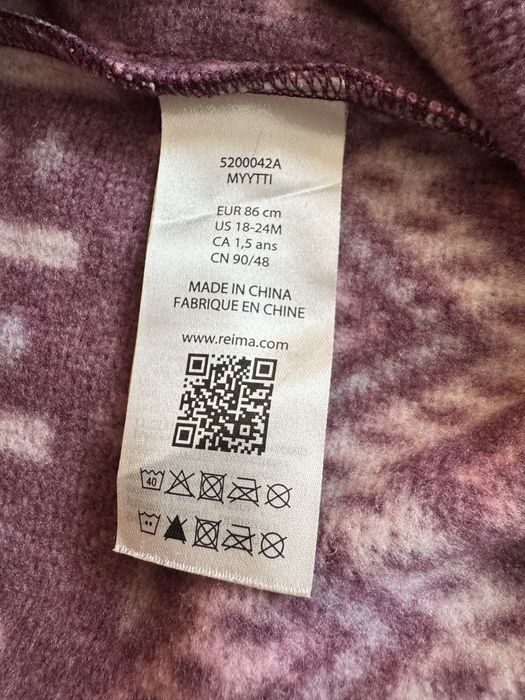 5200042A
MYYTTI
EUR 86 cm
US 18-24M
CA 1,5 ans
CN 90/48
MADE IN CHINA
FABRIQUE EN CHINE
www.reima.com
40